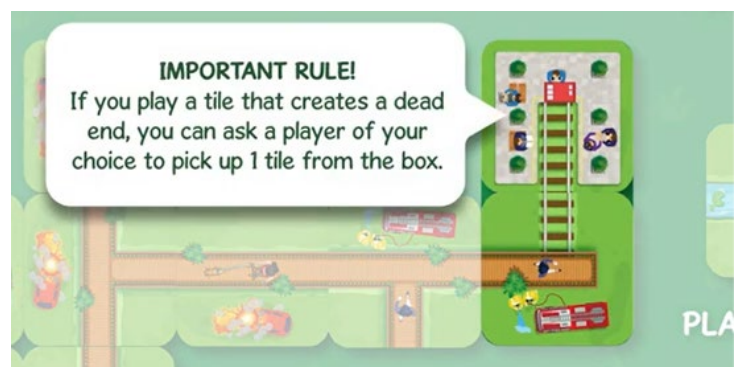 IMPORTANT RULE!
If you play a tile that creates a dead
end, you can ask a player of your
choice to pick up 1 tile from the box.
PLA